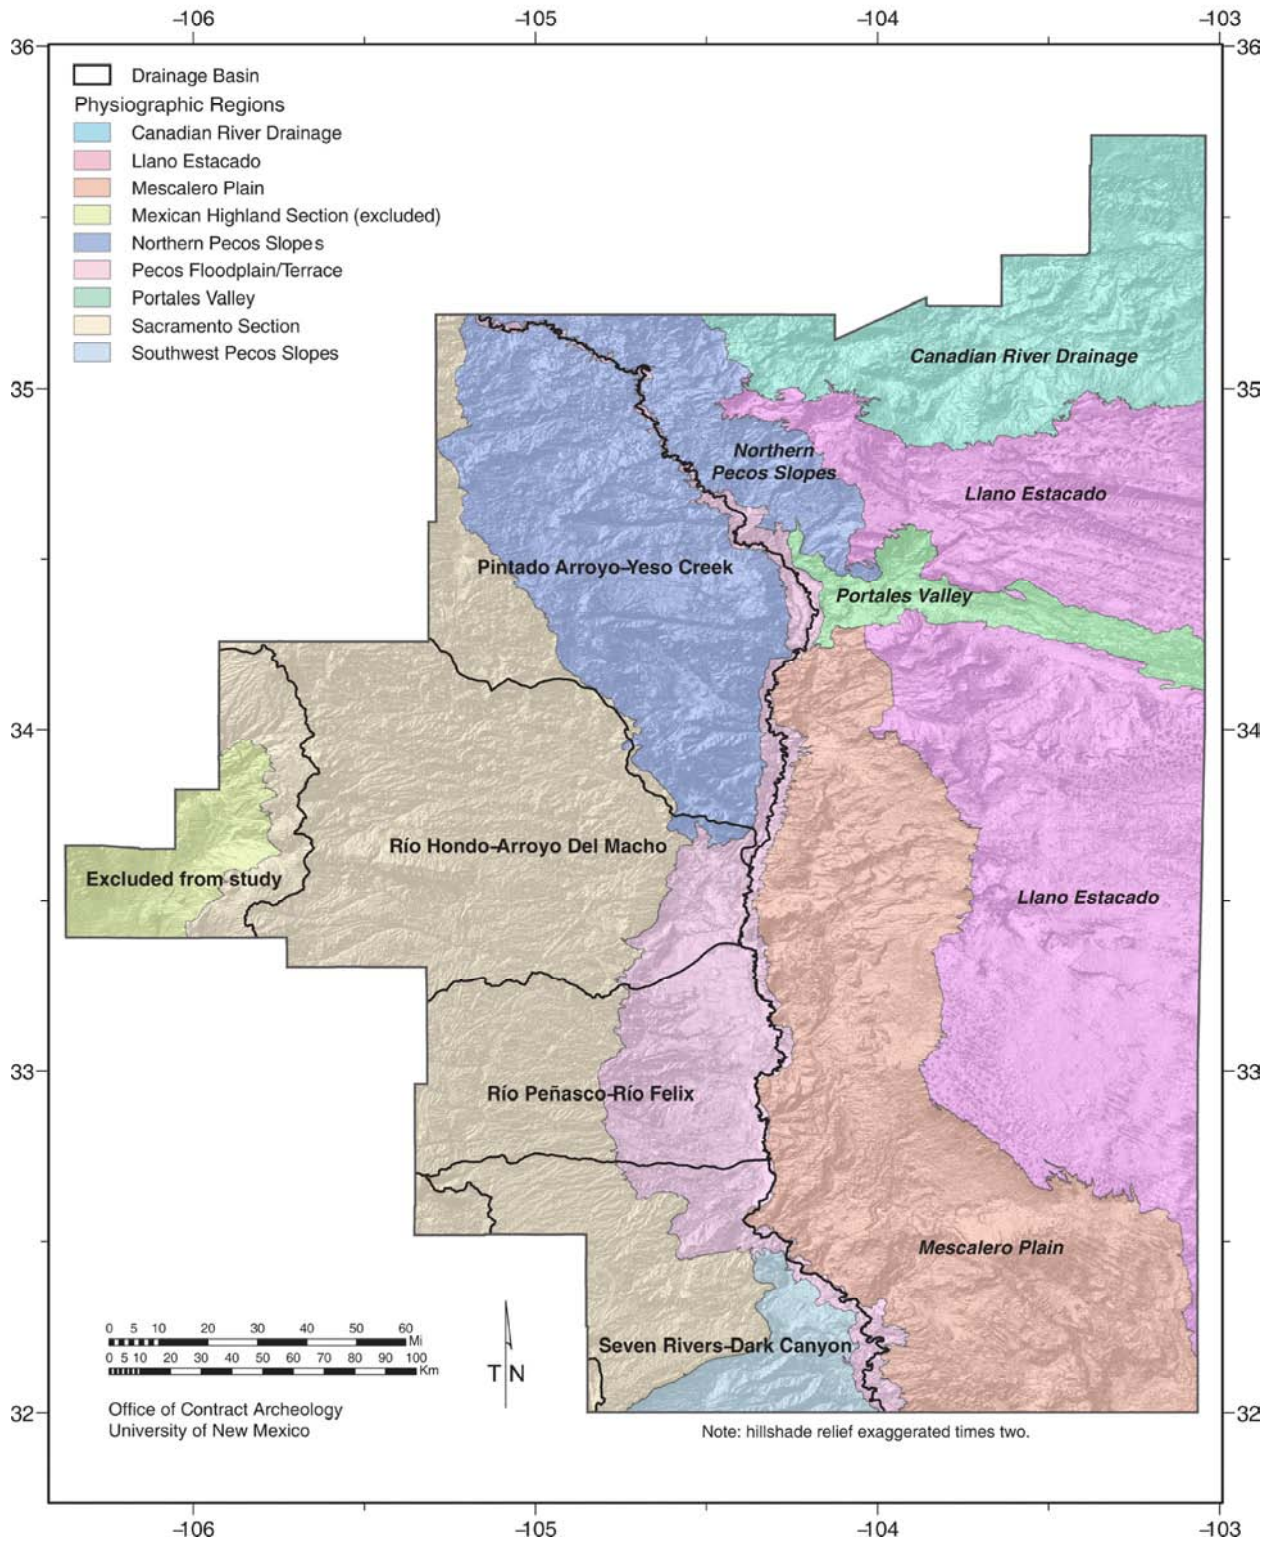 –106 –105 –104 –103
36 36
Drainage Basin
Physiographic Regions
Canadian River Drainage
Llano Estacado
Mescalero Plain
Mexican Highland Section (excluded)
Northern Pecos Slopes
Pecos Floodplain/Terrace
Portales Valley
Sacramento Section
Southwest Pecos Slopes
Canadian River Drainage
35 35
Northern
Pecos Slopes
Llano Estacado
Pintado Arroyo–Yeso Creek
Portales Valley
34 34
Río Hondo–Arroyo Del Macho
Excluded from study
Llano Estacado
33 33
Río Peñasco–Río Felix
Mescalero Plain
0 5 10 20 30 40 50 60
Mi
Seven Rivers–Dark Canyon
0 5 10 20 30 40 50 60 70 80 90 100
Km
T N
Office of Contract Archeology
University of New Mexico
32 32
Note: hillshade relief exaggerated times two.
–106 –105 –104 –103